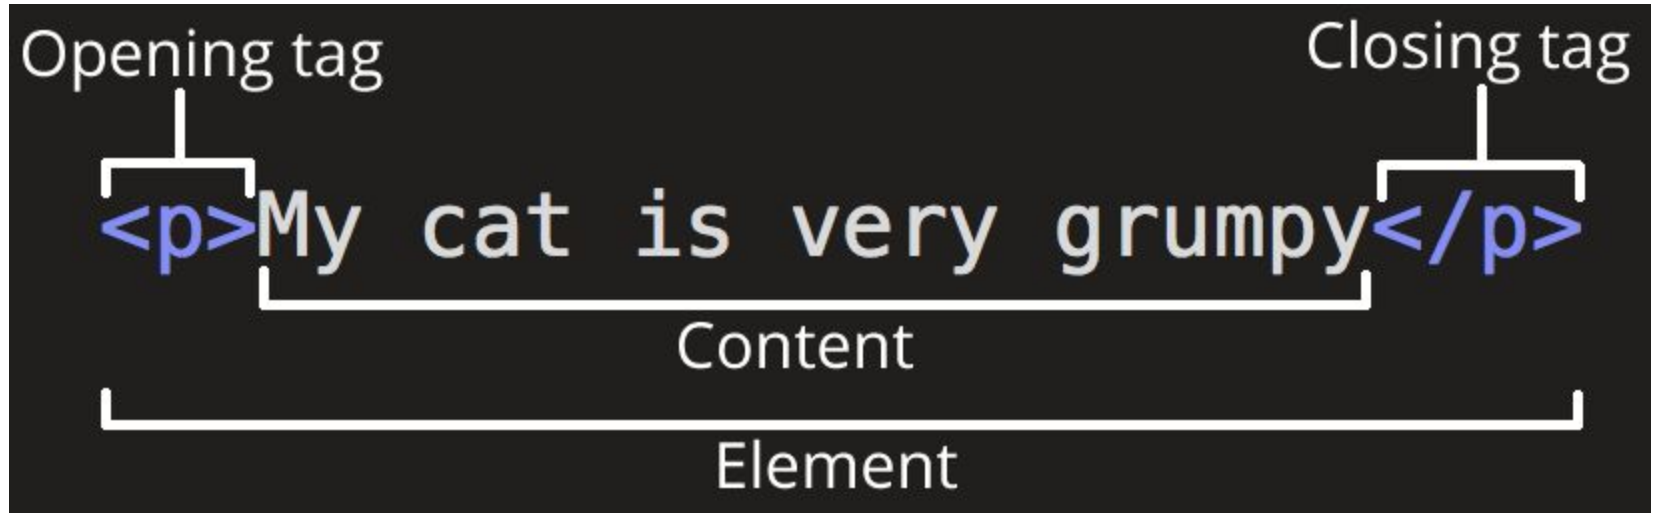 Opening tag
Closing tag
<p>My cat is very grumpy</p>
Content
Element